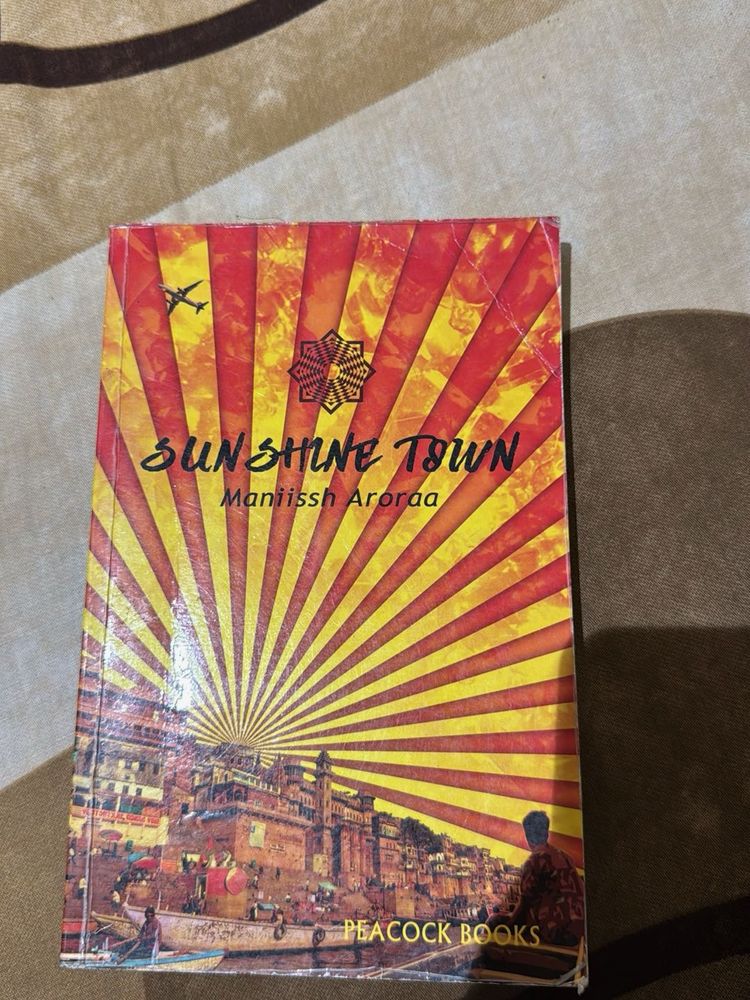 SUNSHINE TOWN
Maniissh Aroraa
PEACOCK BOOKS